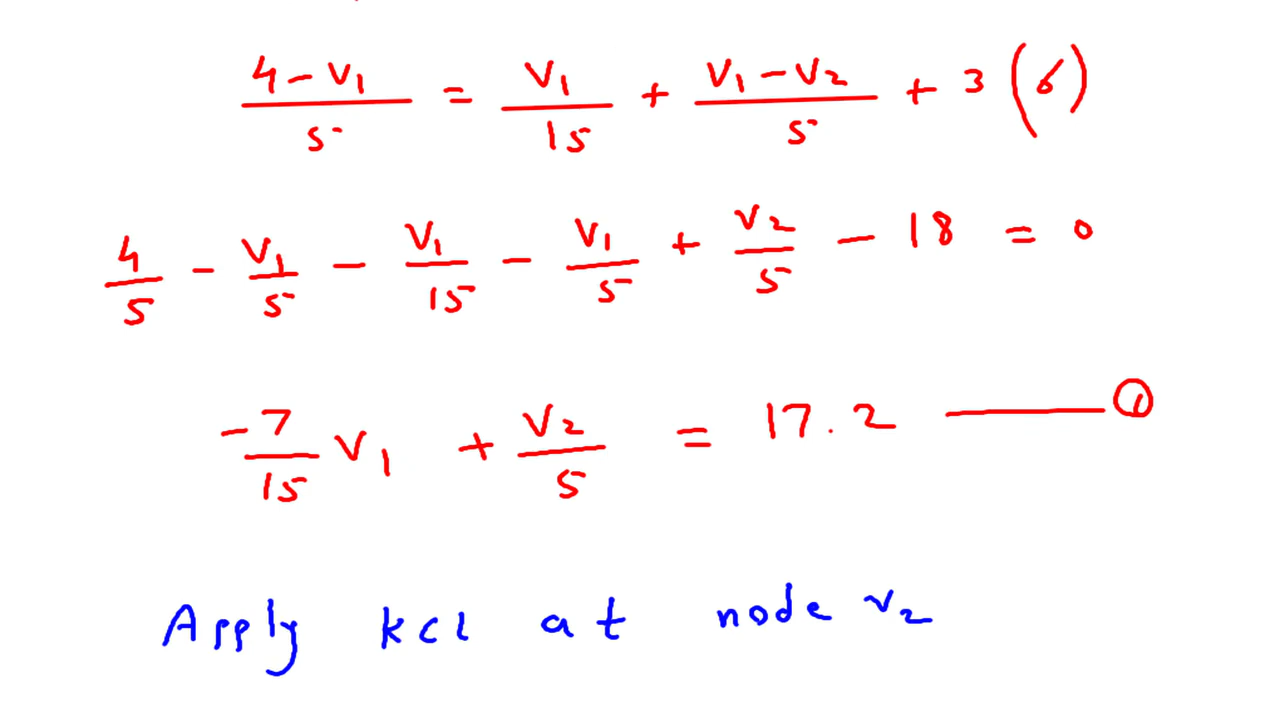 (4 - V₁)/5 = V₁/15 + (V₁ - V₂)/5 + 3(6)
4/5 - V₁/5 - V₁/15 - V₁/5 + V₂/5 - 18 = 0
-7/15 V₁ + V₂/5 = 17.2 —— ①
Apply kcl at node v₂